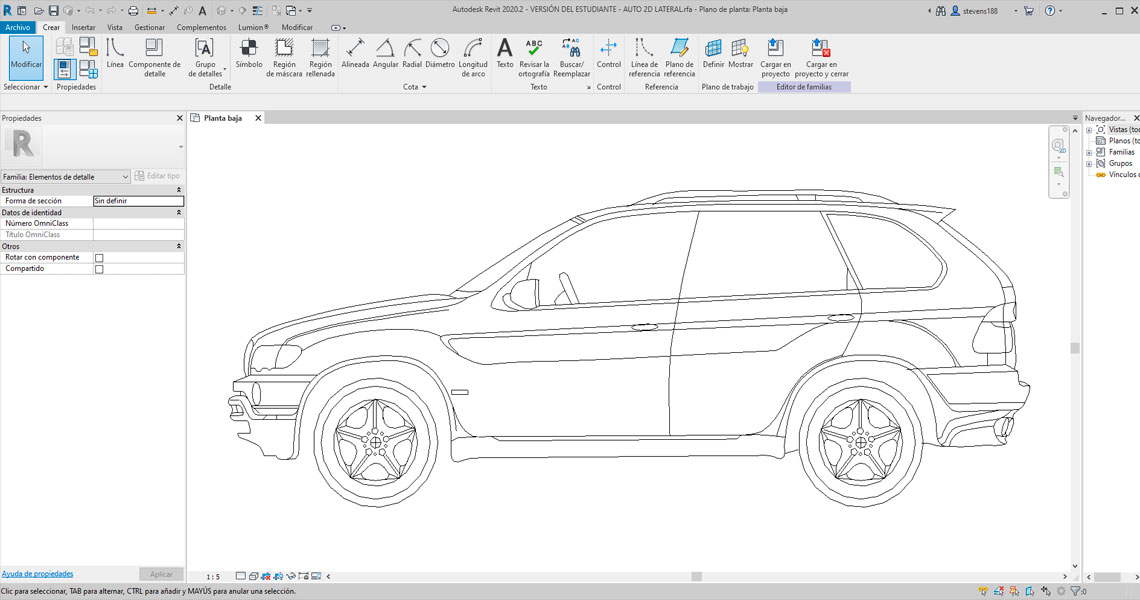 Autodesk Revit 2020.2 - VERSIÓN DEL ESTUDIANTE - AUTO 2D LATERAL.rfa - Plano de planta: Planta baja
stevens188
Archivo Crear Insertar Vista Gestionar Complementos Lumion® Modificar
Modificar
Línea
Componente de
detalle
Grupo
de detalles
Símbolo
Región
de máscara
Región
rellenada
Alineada Angular Radial Diámetro
Longitud
de arco
Texto
ABC
Revisar la
ortografía
Buscar/
Reemplazar
Control
Línea de
referencia
Plano de
referencia
Definir Mostrar
Cargar en
proyecto
Cargar en
proyecto y cerrar
Seleccionar Propiedades Detalle Cota Texto Control Referencia Plano de trabajo Editor de familias
Propiedades
R
Familia: Elementos de detalle
Editar tipo
Estructura
Forma de sección Sin definir
Datos de identidad
Número OmniClass
Título OmniClass
Otros
Rotar con componente
Compartido
Ayuda de propiedades
Aplicar
Planta baja
Navegador...
Vistas (to
Planos (to
Familias
Grupos
Vínculos
1 : 5
Clic para seleccionar, TAB para alternar, CTRL para añadir y MAYÚS para anular una selección.
:0